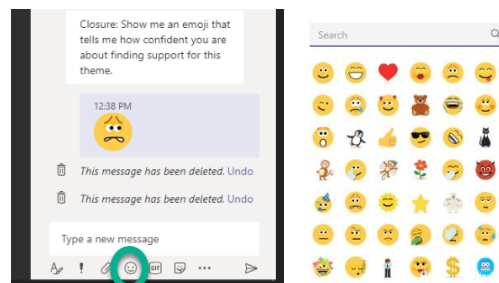 Closure: Show me an emoji that
tells me how confident you are
about finding support for this
theme.
12:38 PM
This message has been deleted. Undo
This message has been deleted. Undo
Type a new message
GIF
Search